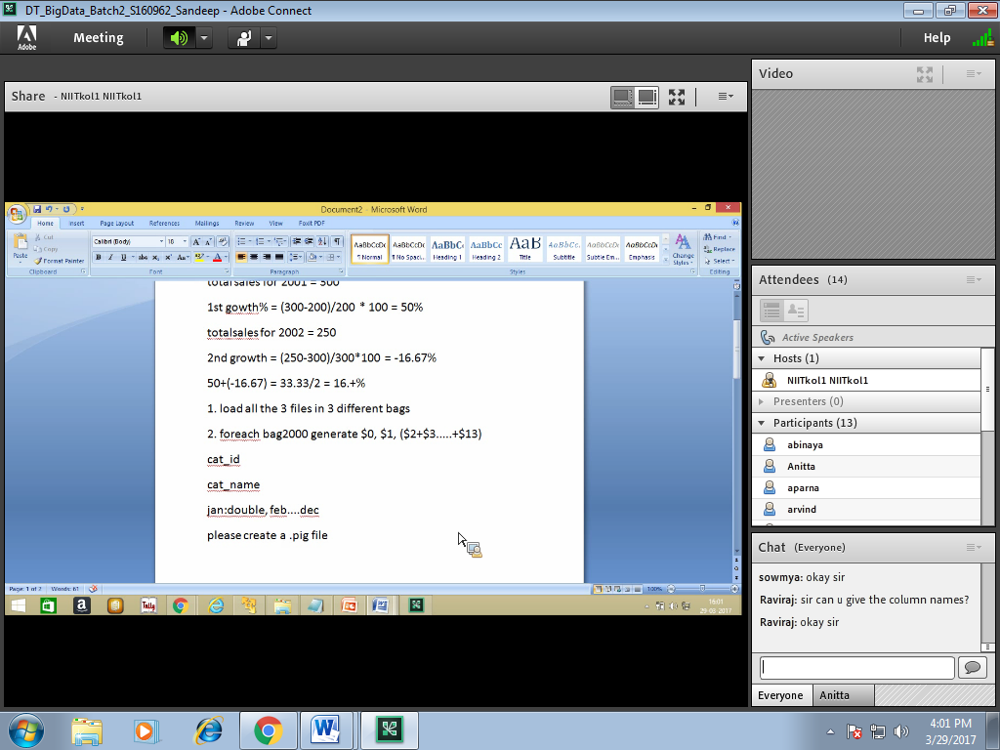 DT_BigData_Batch2_S160962_Sandeep - Adobe Connect
Adobe
Meeting
Help
Share - NIITkol1 NIITkol1
Document2 - Microsoft Word
Home Insert Page Layout References Mailings Review View Foxit PDF
Paste
Cut
Copy
Format Painter
Clipboard
Calibri (Body) 16
Font
Paragraph
AaBbCcDc AaBbCcDc AaBbC AaBbCc AaB AaBbCc. AaBbCcDc AaBbCcDc
¶ Normal ¶ No Spaci... Heading 1 Heading 2 Title Subtitle Subtle Em... Emphasis
Change Styles
Styles
Find
Replace
Select
Editing
totalsales for 2001 = 300
1st gowth% = (300-200)/200 * 100 = 50%
totalsales for 2002 = 250
2nd growth = (250-300)/300*100 = -16.67%
50+(-16.67) = 33.33/2 = 16.+%
1. load all the 3 files in 3 different bags
2. foreach bag2000 generate $0, $1, ($2+$3.....+$13)
cat_id
cat_name
jan:double, feb....dec
please create a .pig file
Page: 1 of 2 Words: 61
100%
Tally
16:01
29-03-2017
Video
Attendees (14)
Active Speakers
Hosts (1)
NIITkol1 NIITkol1
Presenters (0)
Participants (13)
abinaya
Anitta
aparna
arvind
Chat (Everyone)
sowmya: okay sir
Raviraj: sir can u give the column names?
Raviraj: okay sir
Everyone Anitta
4:01 PM
3/29/2017